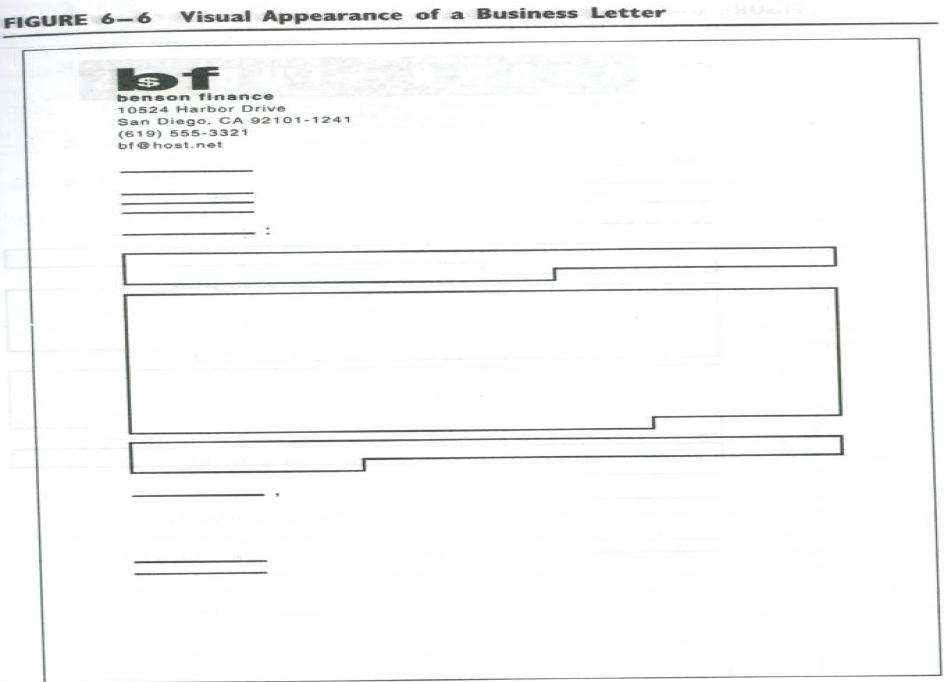 FIGURE 6—6 Visual Appearance of a Business Letter
b$f
benson finance
10524 Harbor Drive
San Diego, CA 92101-1241
(619) 555-3321
bf@host.net
:
,